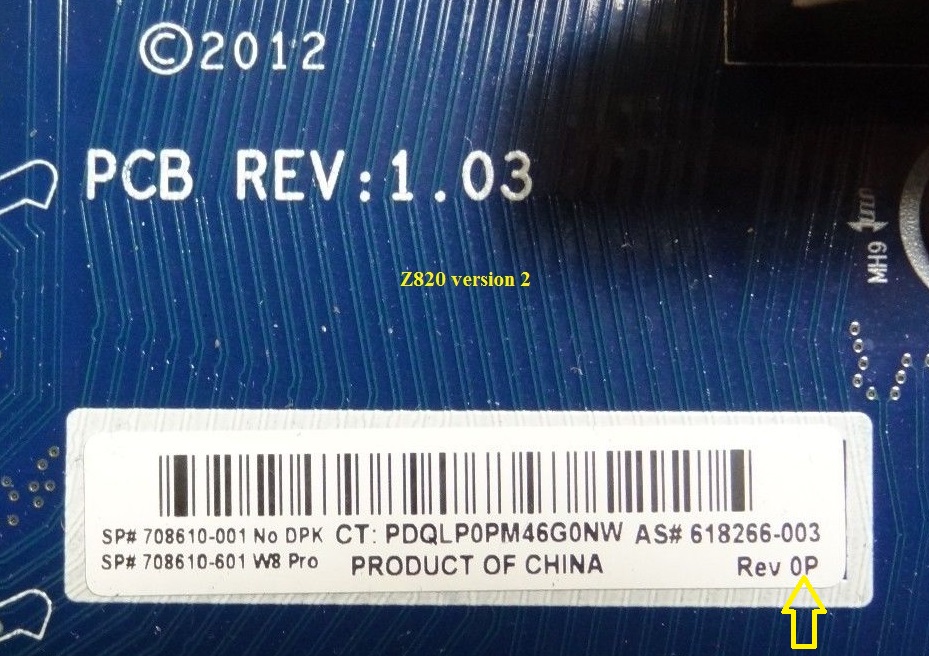 ©2012
PCB REV:1.03
MH9
Z820 version 2
SP# 708610-001 No DPK CT: PDQLP0PM46G0NW AS# 618266-003
SP# 708610-601 W8 Pro PRODUCT OF CHINA Rev 0P